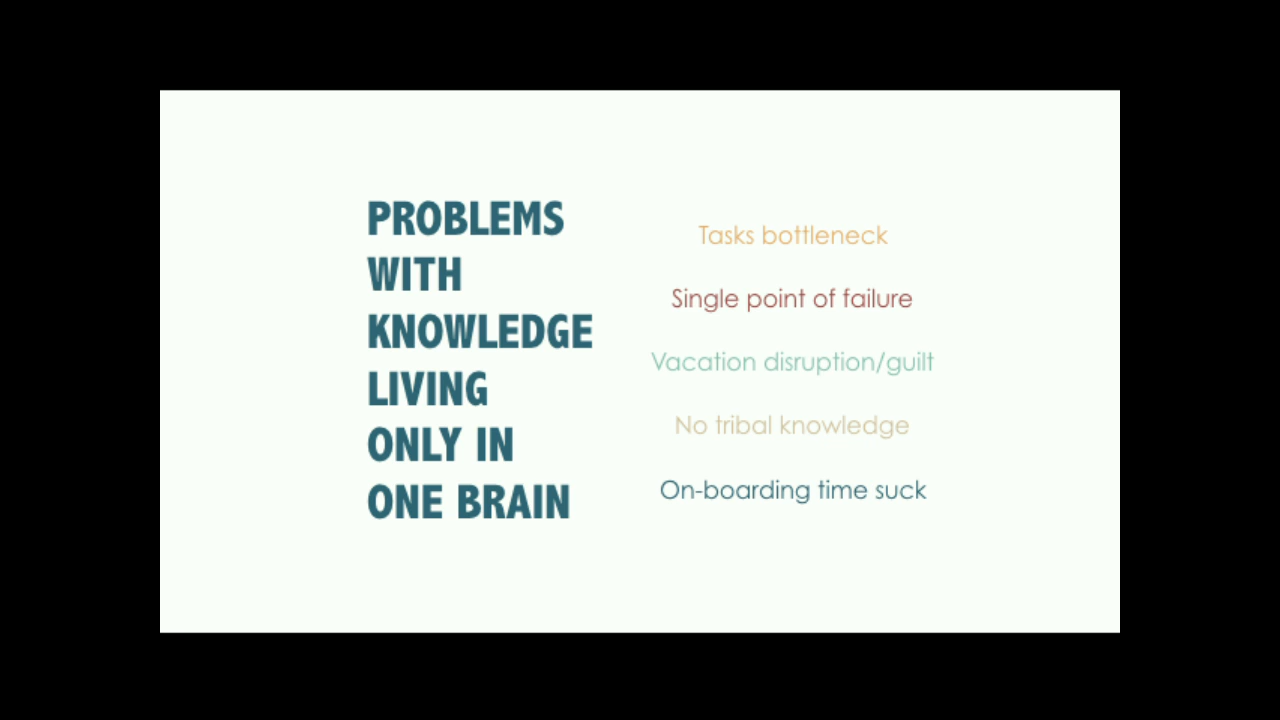 PROBLEMS
WITH
KNOWLEDGE
LIVING
ONLY IN
ONE BRAIN
Tasks bottleneck
Single point of failure
Vacation disruption/guilt
No tribal knowledge
On-boarding time suck